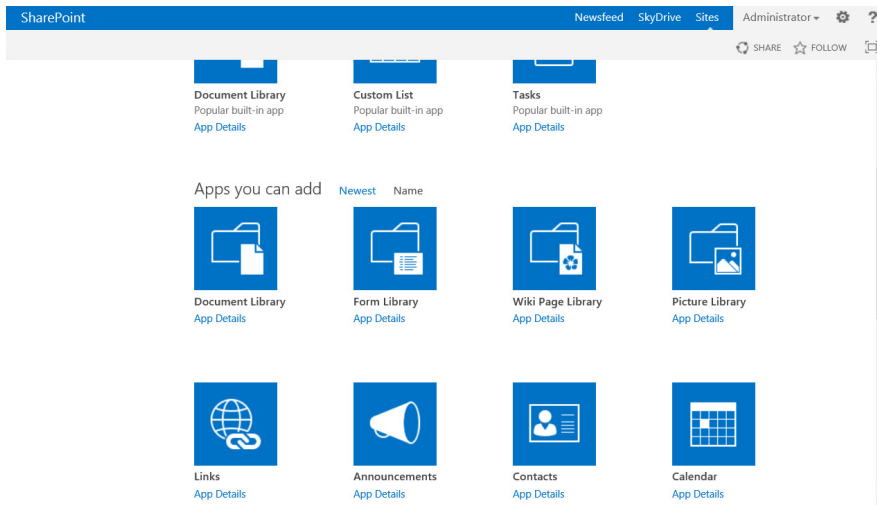 SharePoint Newsfeed SkyDrive Sites Administrator ?
SHARE FOLLOW
Document Library Custom List Tasks
Popular built-in app Popular built-in app Popular built-in app
App Details App Details App Details
Apps you can add Newest Name
Document Library Form Library Wiki Page Library Picture Library
App Details App Details App Details App Details
Links Announcements Contacts Calendar
App Details App Details App Details App Details